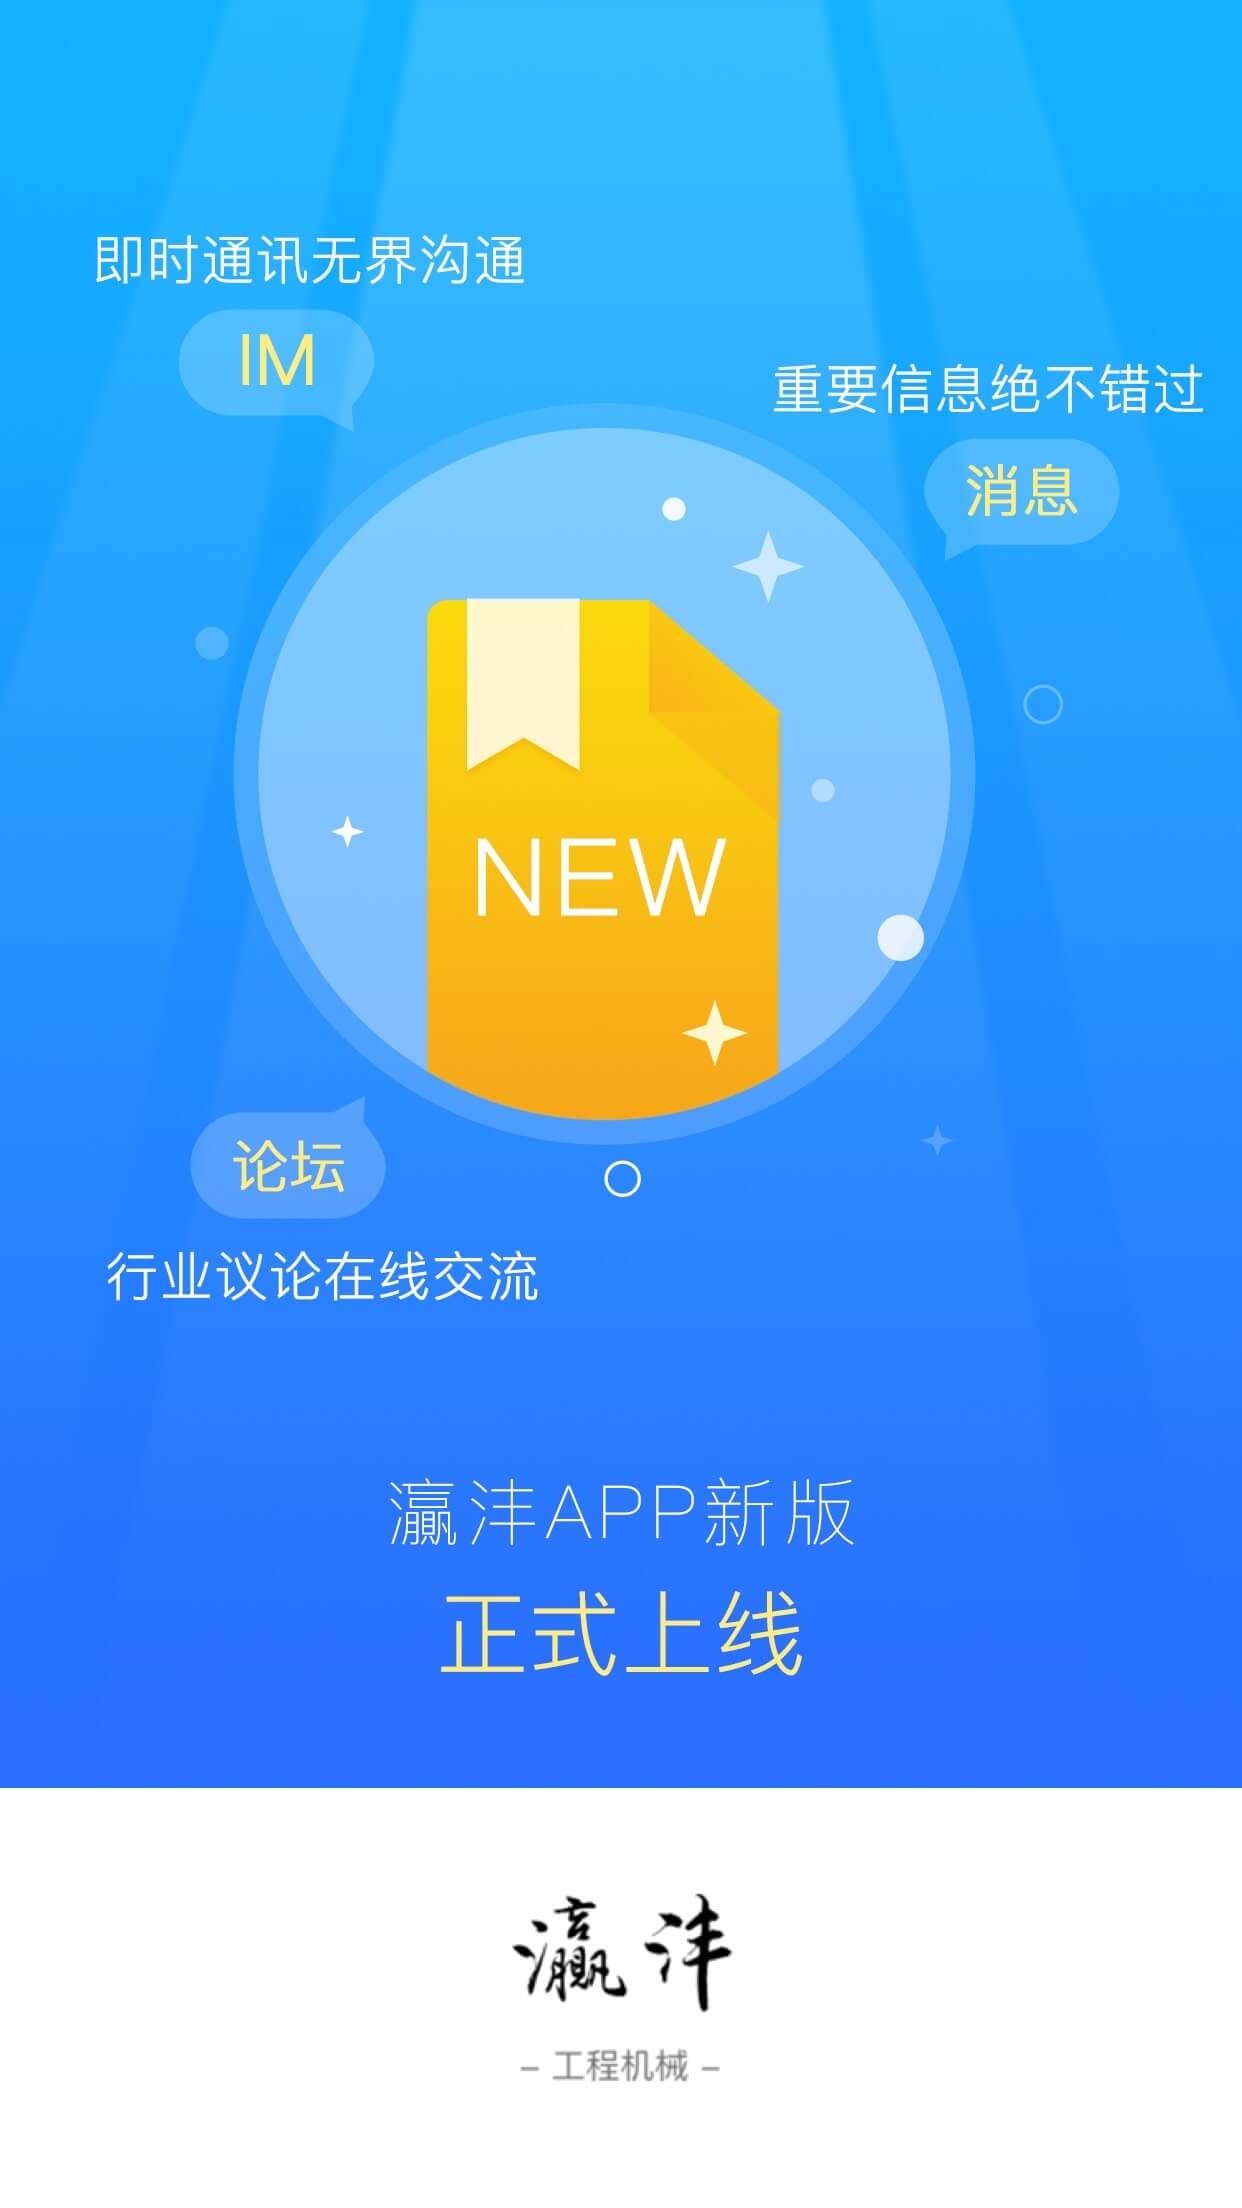 即时通讯无界沟通
IM
重要信息绝不错过
消息
NEW
论坛
行业议论在线交流
瀛沣APP新版
正式上线
瀛沣
– 工程机械 –